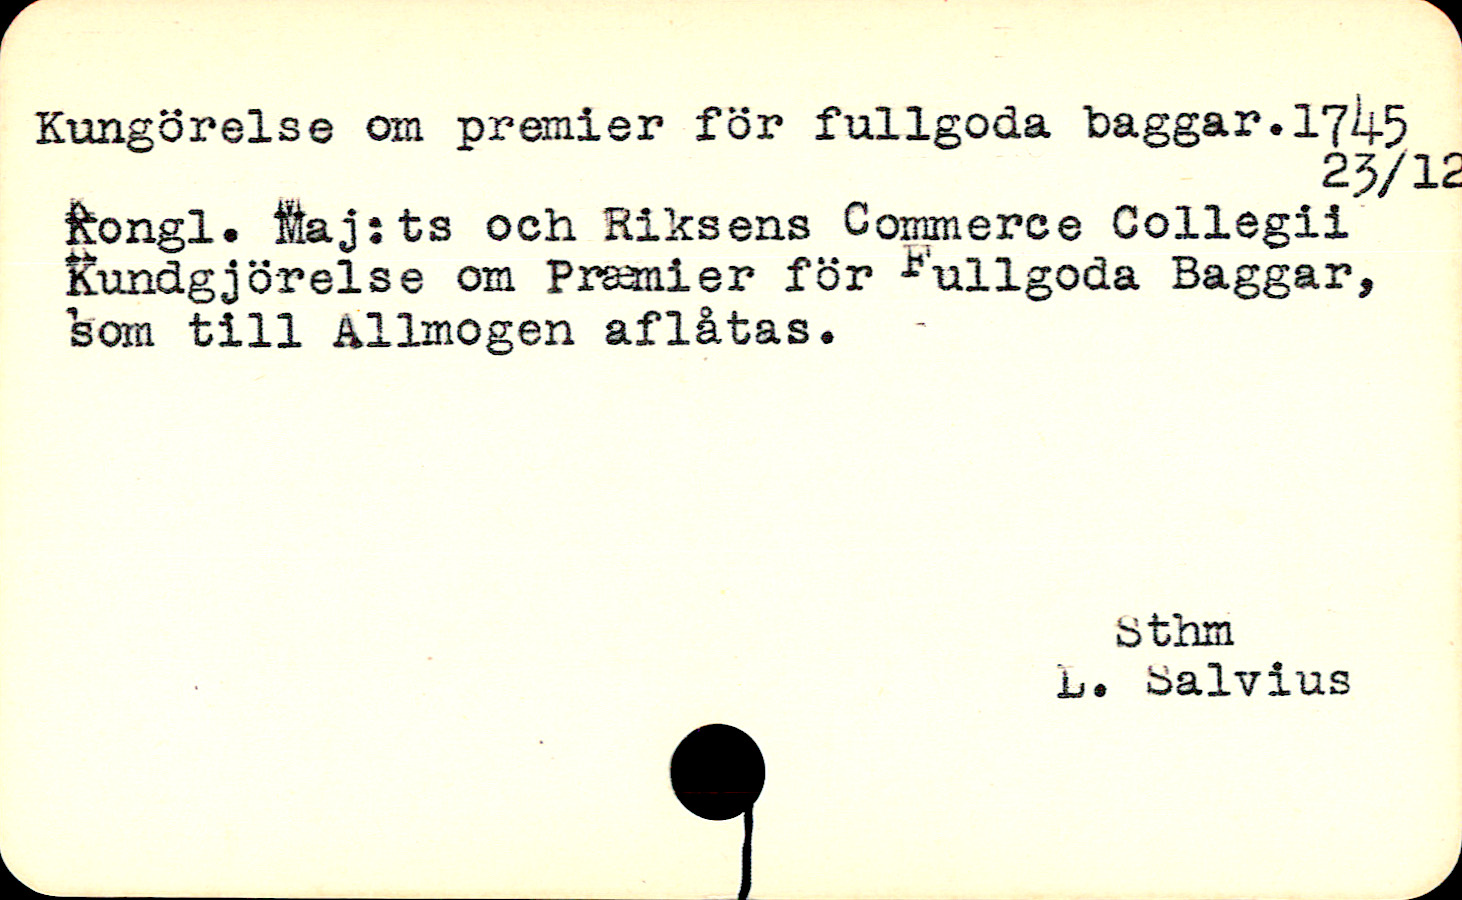 Kungörelse om premier för fullgoda baggar.1745
23/12
Kongl. Maj:ts och Riksens Commerce Collegii
Kundgjörelse om Præmier för Fullgoda Baggar,
som till Allmogen aflåtas.
Sthm
L. Salvius